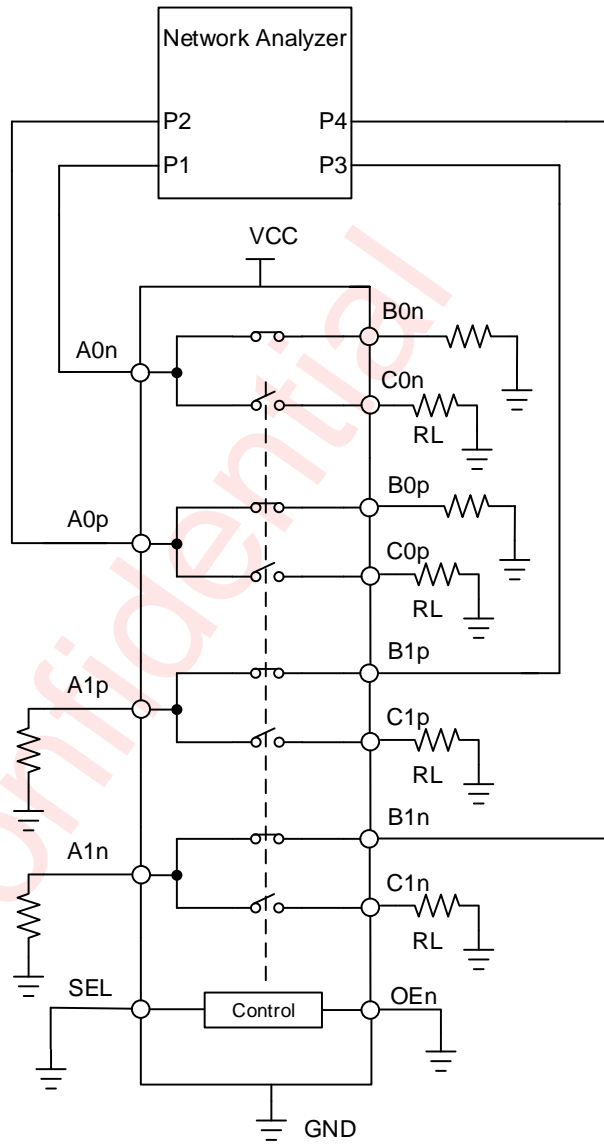 Network Analyzer
P2
P4
P1
P3
VCC
B0n
A0n
C0n
RL
B0p
A0p
C0p
RL
B1p
A1p
C1p
RL
B1n
A1n
C1n
RL
SEL
Control
OEn
GND